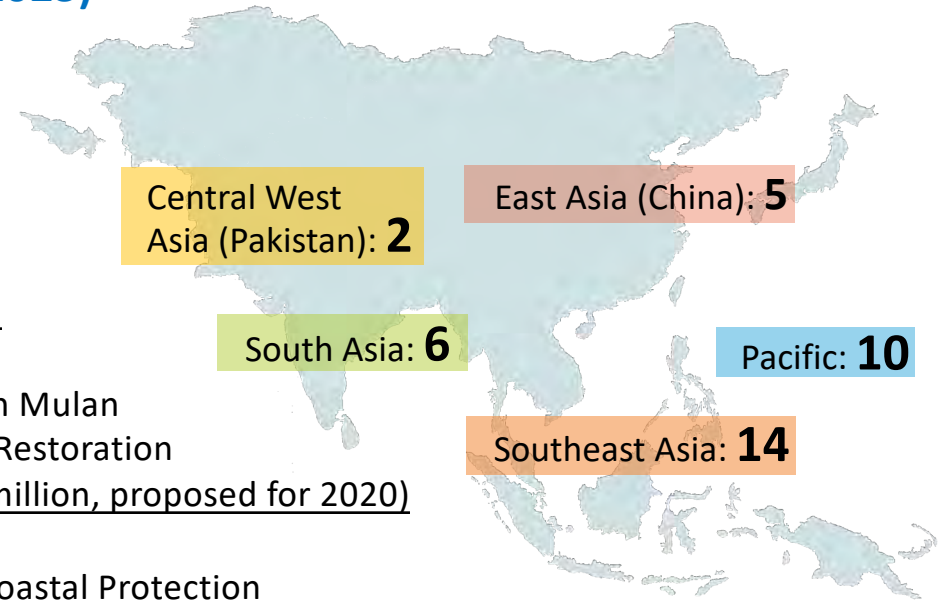 Central West
Asia (Pakistan): 2
East Asia (China): 5
South Asia: 6
Pacific: 10
Mulan
Restoration
Southeast Asia: 14
million, proposed for 2020)
Coastal Protection